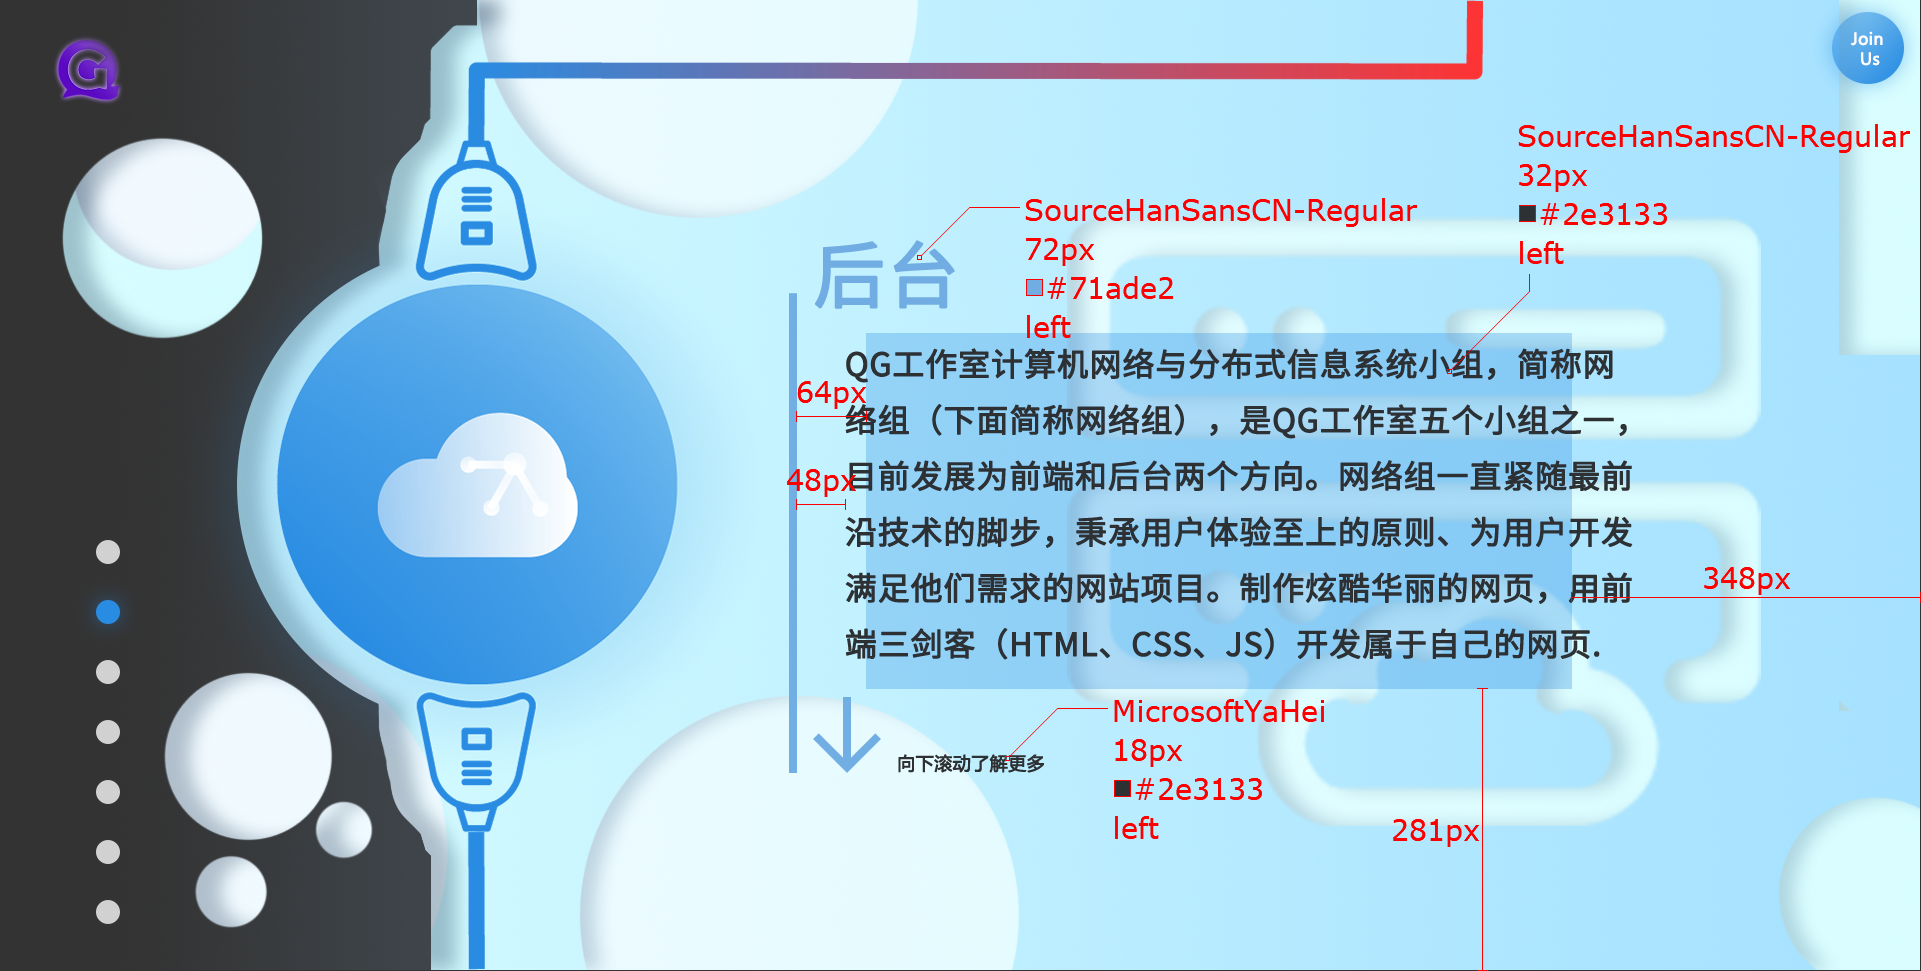 Join
Us
SourceHanSansCN-Regular
32px
#2e3133
left
SourceHanSansCN-Regular
72px
#71ade2
left
后台
QG工作室计算机网络与分布式信息系统小组，简称网
64px
络组（下面简称网络组），是QG工作室五个小组之一，
48px
目前发展为前端和后台两个方向。网络组一直紧随最前
沿技术的脚步，秉承用户体验至上的原则、为用户开发
满足他们需求的网站项目。制作炫酷华丽的网页，用前
348px
端三剑客（HTML、CSS、JS）开发属于自己的网页.
MicrosoftYaHei
18px
#2e3133
left
向下滚动了解更多
281px